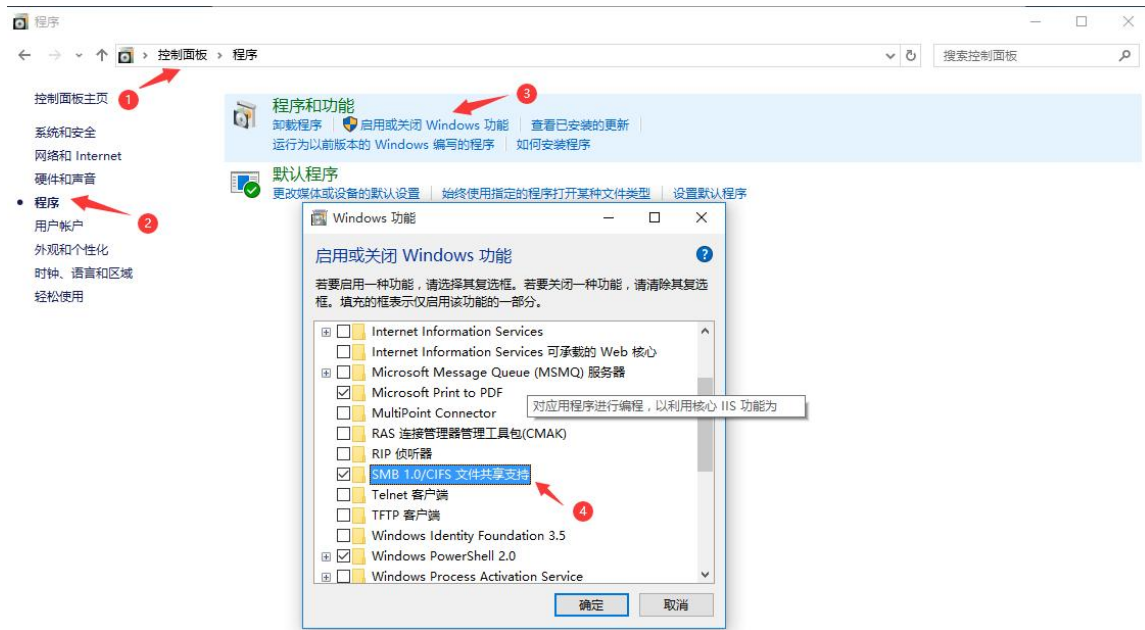 程序
控制面板 › 程序
搜索控制面板
控制面板主页
1
系统和安全
网络和 Internet
硬件和声音
程序
2
用户帐户
外观和个性化
时钟、语言和区域
轻松使用
程序和功能
3
卸载程序 启用或关闭 Windows 功能 查看已安装的更新
运行为以前版本的 Windows 编写的程序 如何安装程序
默认程序
更改媒体或设备的默认设置 始终使用指定的程序打开某种文件类型 设置默认程序
Windows 功能
启用或关闭 Windows 功能
?
若要启用一种功能，请选择其复选框。若要关闭一种功能，请清除其复选
框。填充的框表示仅启用该功能的一部分。
Internet Information Services
Internet Information Services 可承载的 Web 核心
Microsoft Message Queue (MSMQ) 服务器
Microsoft Print to PDF
对应用程序进行编程，以利用核心 IIS 功能为
MultiPoint Connector
RAS 连接管理器管理工具包(CMAK)
RIP 侦听器
SMB 1.0/CIFS 文件共享支持
Telnet 客户端
4
TFTP 客户端
Windows Identity Foundation 3.5
Windows PowerShell 2.0
Windows Process Activation Service
确定 取消